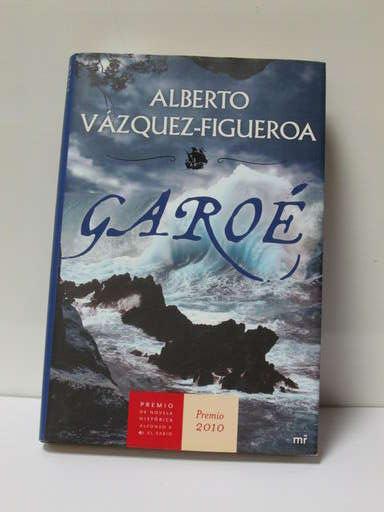 ALBERTO
VÁZQUEZ-FIGUEROA
GAROÉ
PREMIO
DE NOVELA
HISTÓRICA
ALFONSO X
EL SABIO
Premio
2010
mr